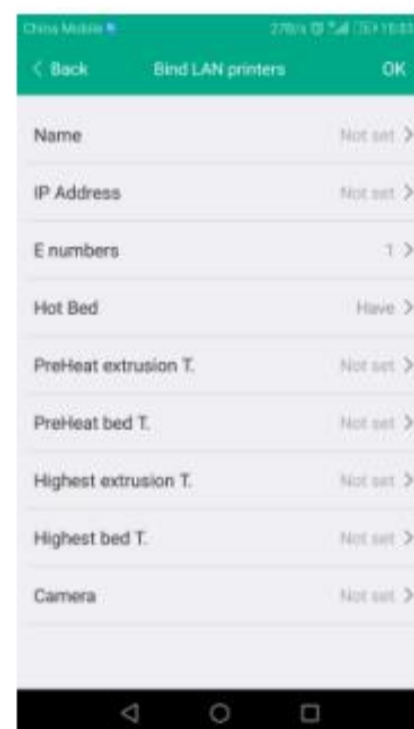 China Mobile
< Back Bind LAN printers OK
Name Not set >
IP Address Not set >
E numbers 1 >
Hot Bed Have >
PreHeat extrusion T. Not set >
PreHeat bed T. Not set >
Highest extrusion T. Not set >
Highest bed T. Not set >
Camera Not set >